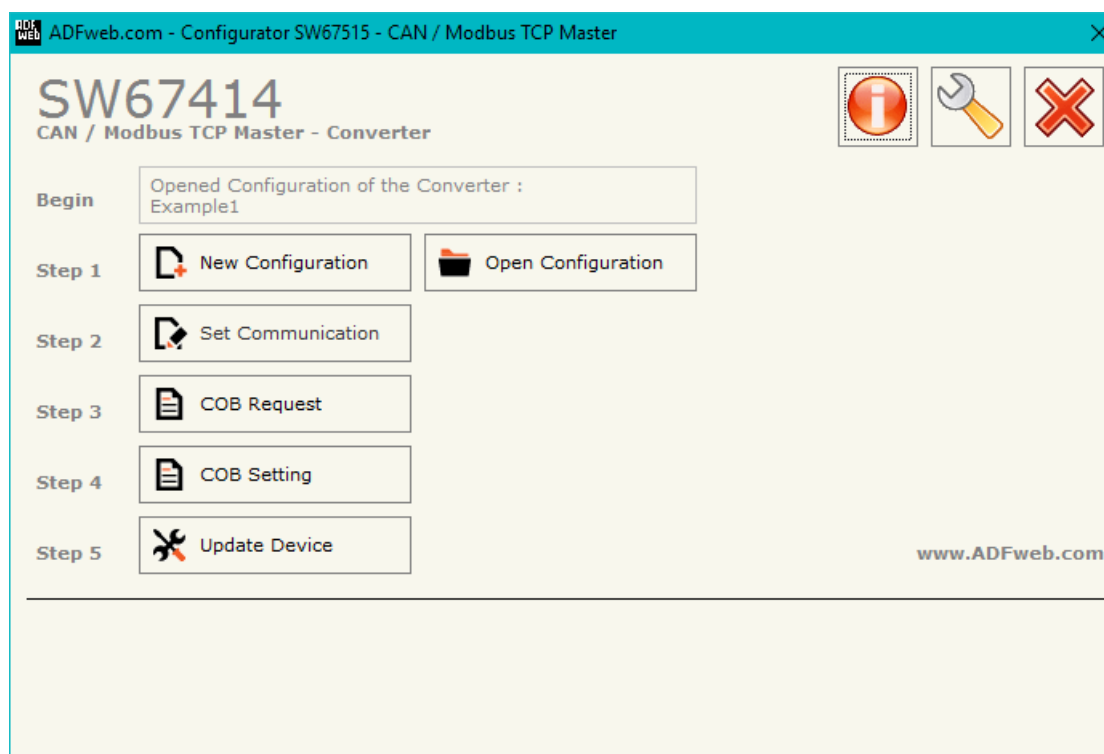 ADF WEB ADFweb.com - Configurator SW67515 - CAN / Modbus TCP Master
SW67414
CAN / Modbus TCP Master - Converter
Begin
Opened Configuration of the Converter :
Example1
Step 1
New Configuration
Open Configuration
Step 2
Set Communication
Step 3
COB Request
Step 4
COB Setting
Step 5
Update Device
www.ADFweb.com